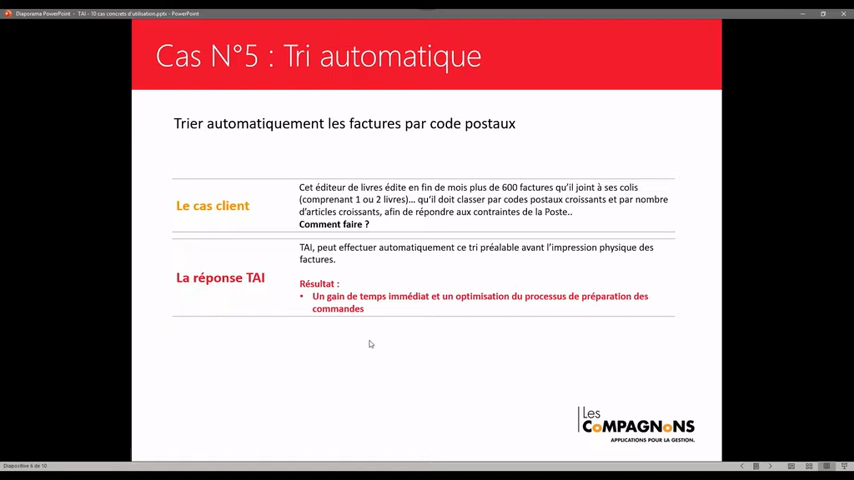 Diaporama PowerPoint - TAI - 10 cas concrets d'utilisation.pptx - PowerPoint
Cas N°5 : Tri automatique
Trier automatiquement les factures par code postaux
Le cas client
Cet éditeur de livres édite en fin de mois plus de 600 factures qu'il joint à ses colis
(comprenant 1 ou 2 livres)... qu'il doit classer par codes postaux croissants et par nombre
d'articles croissants, afin de répondre aux contraintes de la Poste..
Comment faire ?
La réponse TAI
TAI, peut effectuer automatiquement ce tri préalable avant l'impression physique des
factures.
Résultat :
• Un gain de temps immédiat et un optimisation du processus de préparation des
commandes
Les
CoMPAGNoNS
APPLICATIONS POUR LA GESTION.
Diapositive 6 de 10